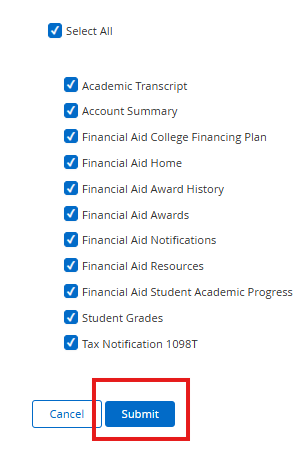 Select All
Academic Transcript
Account Summary
Financial Aid College Financing Plan
Financial Aid Home
Financial Aid Award History
Financial Aid Awards
Financial Aid Notifications
Financial Aid Resources
Financial Aid Student Academic Progress
Student Grades
Tax Notification 1098T
Cancel Submit